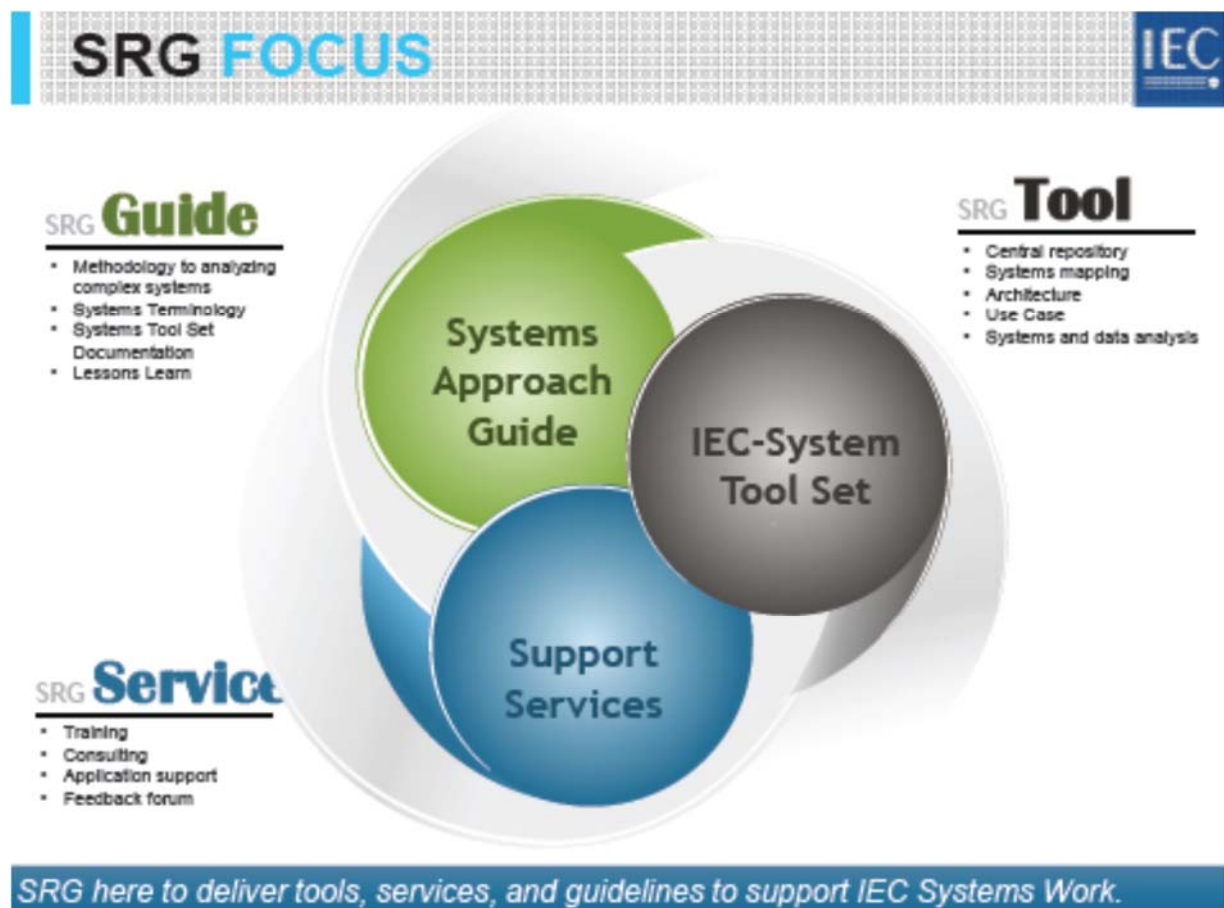 SRG FOCUS
IEC
SRG Guide
▪ Methodology to analyzing
complex systems
▪ Systems Terminology
▪ Systems Tool Set
Documentation
▪ Lessons Learn
SRG Tool
▪ Central repository
▪ Systems mapping
▪ Architecture
▪ Use Case
▪ Systems and data analysis
Systems
Approach
Guide
IEC-System
Tool Set
Support
Services
SRG Service
▪ Training
▪ Consulting
▪ Application support
▪ Feedback forum
SRG here to deliver tools, services, and guidelines to support IEC Systems Work.